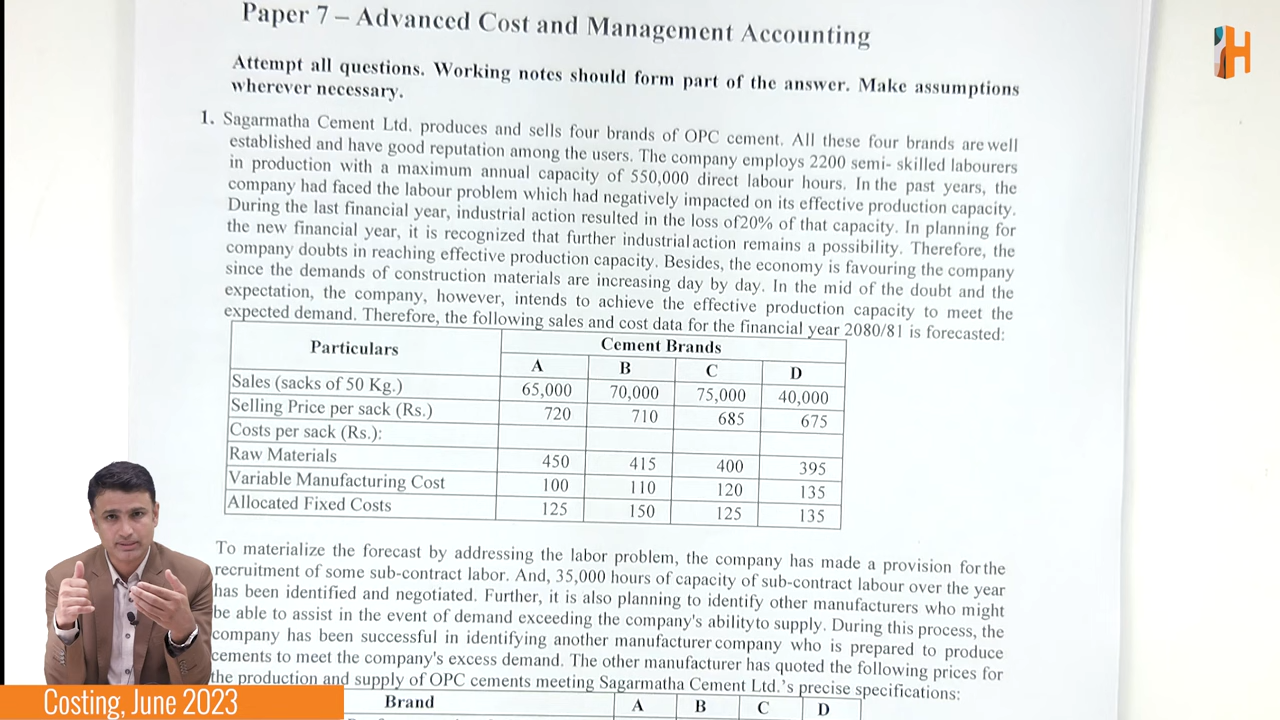 Paper 7 – Advanced Cost and Management Accounting
Attempt all questions. Working notes should form part of the answer. Make assumptions
wherever necessary.
1. Sagarmatha Cement Ltd. produces and sells four brands of OPC cement. All these four brands are well
established and have good reputation among the users. The company employs 2200 semi- skilled labourers
in production with a maximum annual capacity of 550,000 direct labour hours. In the past years, the
company had faced the labour problem which had negatively impacted on its effective production capacity.
During the last financial year, industrial action resulted in the loss of20% of that capacity. In planning for
the new financial year, it is recognized that further industrial action remains a possibility. Therefore, the
company doubts in reaching effective production capacity. Besides, the economy is favouring the company
since the demands of construction materials are increasing day by day. In the mid of the doubt and the
expectation, the company, however, intends to achieve the effective production capacity to meet the
expected demand. Therefore, the following sales and cost data for the financial year 2080/81 is forecasted:
Particulars Cement Brands
A B C D
Sales (sacks of 50 Kg.) 65,000 70,000 75,000 40,000
Selling Price per sack (Rs.) 720 710 685 675
Costs per sack (Rs.):
Raw Materials 450 415 400 395
Variable Manufacturing Cost 100 110 120 135
Allocated Fixed Costs 125 150 125 135
To materialize the forecast by addressing the labor problem, the company has made a provision for the
recruitment of some sub-contract labor. And, 35,000 hours of capacity of sub-contract labour over the year
has been identified and negotiated. Further, it is also planning to identify other manufacturers who might
be able to assist in the event of demand exceeding the company's ability to supply. During this process, the
company has been successful in identifying another manufacturer company who is prepared to produce
cements to meet the company's excess demand. The other manufacturer has quoted the following prices for
the production and supply of OPC cements meeting Sagarmatha Cement Ltd.'s precise specifications:
Brand A B C D
H
Costing, June 2023